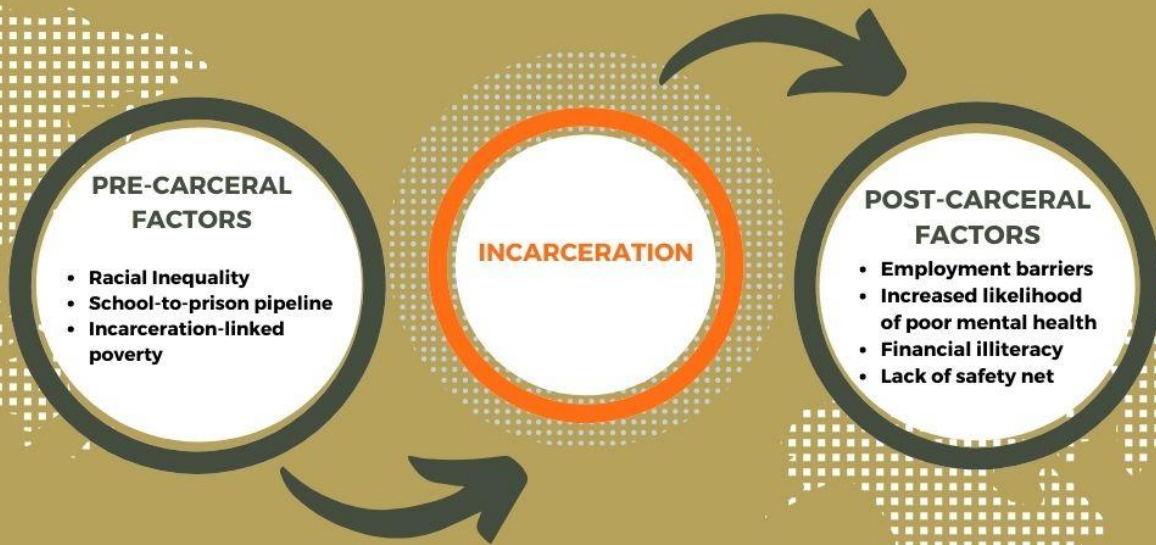 PRE-CARCERAL
FACTORS
• Racial Inequality
• School-to-prison pipeline
• Incarceration-linked
poverty
INCARCERATION
POST-CARCERAL
FACTORS
• Employment barriers
• Increased likelihood
of poor mental health
• Financial illiteracy
• Lack of safety net